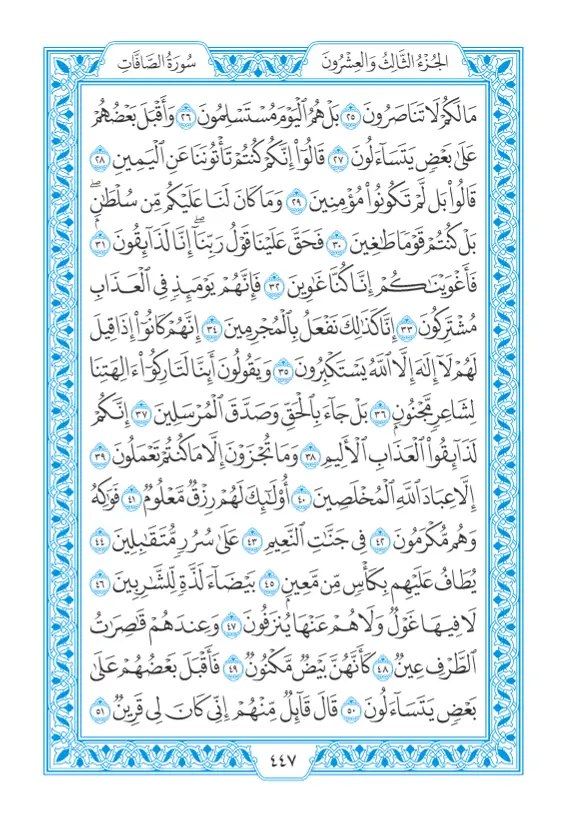 الجُزْءُ الثَّالِثُ وَالعِشْرُونَ
سُورَةُ الصَّافَّاتِ
مَا لَكُمْ لَا تَنَاصَرُونَ ٢٥ بَلْ هُمُ ٱلْيَوْمَ مُسْتَسْلِمُونَ ٢٦ وَأَقْبَلَ بَعْضُهُمْ
عَلَىٰ بَعْضٍ يَتَسَآءَلُونَ ٢٧ قَالُوٓا۟ إِنَّكُمْ كُنتُمْ تَأْتُونَنَا عَنِ ٱلْيَمِينِ ٢٨
قَالُوا۟ بَل لَّمْ تَكُونُوا۟ مُؤْمِنِينَ ٢٩ وَمَا كَانَ لَنَا عَلَيْكُم مِّن سُلْطَٰنٍۭ ۖ
بَلْ كُنتُمْ قَوْمًا طَٰغِينَ ٣٠ فَحَقَّ عَلَيْنَا قَوْلُ رَبِّنَآ ۖ إِنَّا لَذَآئِقُونَ ٣١
فَأَغْوَيْنَٰكُمْ إِنَّا كُنَّا غَٰوِينَ ٣٢ فَإِنَّهُمْ يَوْمَئِذٍ فِى ٱلْعَذَابِ
مُشْتَرِكُونَ ٣٣ إِنَّا كَذَٰلِكَ نَفْعَلُ بِٱلْمُجْرِمِينَ ٣٤ إِنَّهُمْ كَانُوٓا۟ إِذَا قِيلَ
لَهُمْ لَآ إِلَٰهَ إِلَّا ٱللَّهُ يَسْتَكْبِرُونَ ٣٥ وَيَقُولُونَ أَئِنَّا لَتَارِكُوٓا۟ ءَالِهَتِنَا
لِشَاعِرٍ مَّجْنُونٍۭ ٣٦ بَلْ جَآءَ بِٱلْحَقِّ وَصَدَّقَ ٱلْمُرْسَلِينَ ٣٧ إِنَّكُمْ
لَذَآئِقُوا۟ ٱلْعَذَابِ ٱلْأَلِيمِ ٣٨ وَمَا تُجْزَوْنَ إِلَّا مَا كُنتُمْ تَعْمَلُونَ ٣٩
إِلَّا عِبَادَ ٱللَّهِ ٱلْمُخْلَصِينَ ٤٠ أُو۟لَٰٓئِكَ لَهُمْ رِزْقٌ مَّعْلُومٌ ٤١ فَوَٰكِهُ
وَهُم مُّكْرَمُونَ ٤٢ فِى جَنَّٰتِ ٱلنَّعِيمِ ٤٣ عَلَىٰ سُرُرٍ مُّتَقَٰبِلِينَ ٤٤
يُطَافُ عَلَيْهِم بِكَأْسٍ مِّن مَّعِينٍۭ ٤٥ بَيْضَآءَ لَذَّةٍ لِّلشَّٰرِبِينَ ٤٦
لَا فِيهَا غَوْلٌ وَلَا هُمْ عَنْهَا يُنزَفُونَ ٤٧ وَعِندَهُمْ قَٰصِرَٰتُ
ٱلطَّرْفِ عِينٌ ٤٨ كَأَنَّهُنَّ بَيْضٌ مَّكْنُونٌ ٤٩ فَأَقْبَلَ بَعْضُهُمْ عَلَىٰ
بَعْضٍ يَتَسَآءَلُونَ ٥٠ قَالَ قَآئِلٌ مِّنْهُمْ إِنِّى كَانَ لِى قَرِينٌ ٥١
٤٤٧